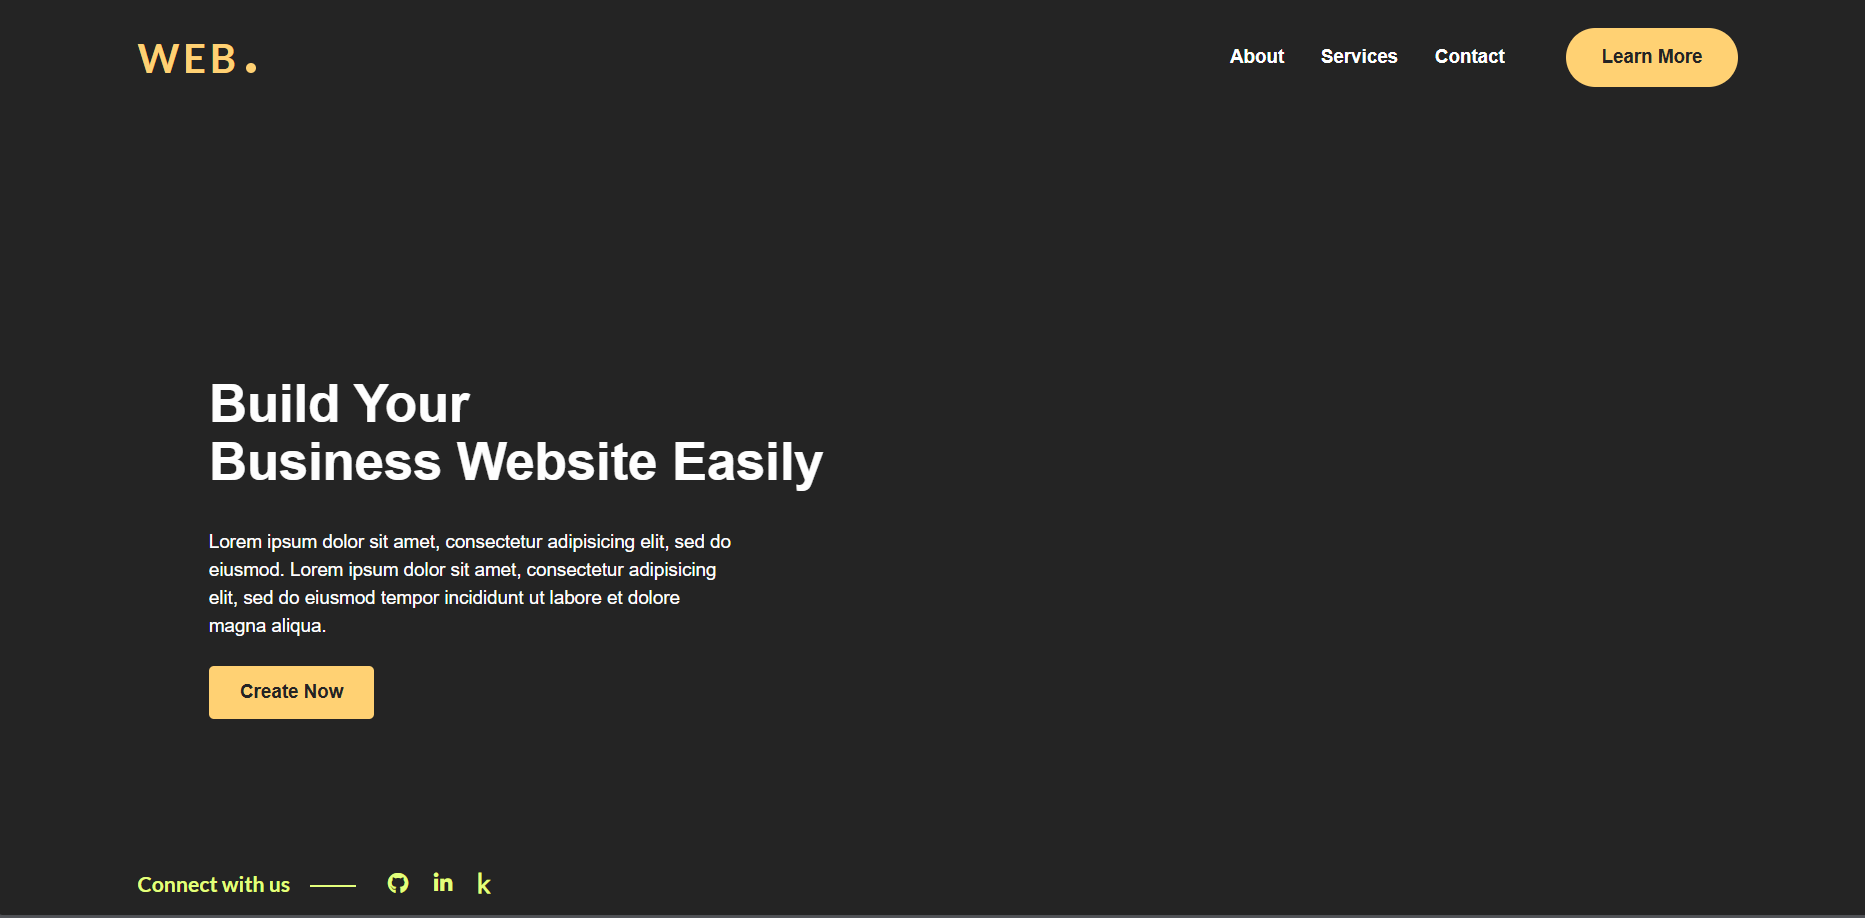 WEB.
About Services Contact Learn More
Build Your
Business Website Easily
Lorem ipsum dolor sit amet, consectetur adipisicing elit, sed do
eiusmod. Lorem ipsum dolor sit amet, consectetur adipisicing
elit, sed do eiusmod tempor incididunt ut labore et dolore
magna aliqua.
Create Now
Connect with us in k